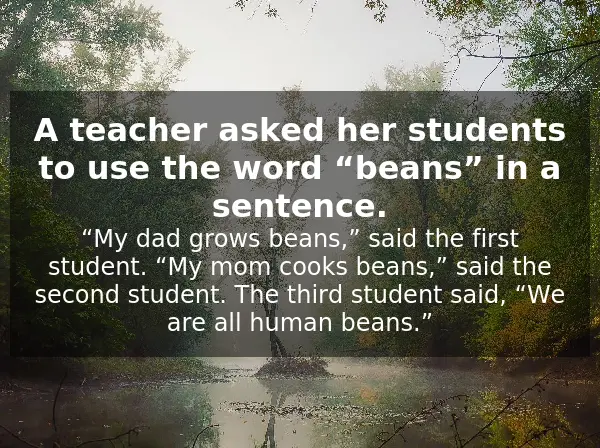 A teacher asked her students
to use the word “beans” in a
sentence.
“My dad grows beans,” said the first
student. “My mom cooks beans,” said the
second student. The third student said, “We
are all human beans.”